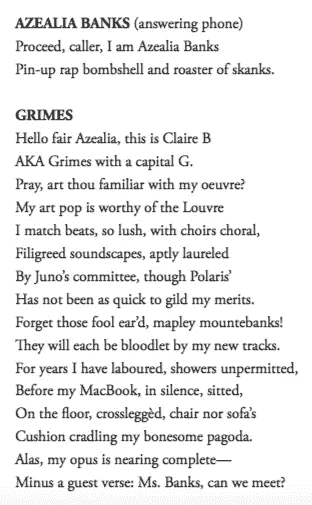 AZEALIA BANKS (answering phone)
Proceed, caller, I am Azealia Banks
Pin-up rap bombshell and roaster of skanks.
GRIMES
Hello fair Azealia, this is Claire B
AKA Grimes with a capital G.
Pray, art thou familiar with my oeuvre?
My art pop is worthy of the Louvre
I match beats, so lush, with choirs choral,
Filigreed soundscapes, aptly laureled
By Juno's committee, though Polaris'
Has not been as quick to gild my merits.
Forget those fool ear'd, mapley mountebanks!
They will each be bloodlet by my new tracks.
For years I have laboured, showers unpermitted,
Before my MacBook, in silence, sitted,
On the floor, crossleggèd, chair nor sofa's
Cushion cradling my bonesome pagoda.
Alas, my opus is nearing complete—
Minus a guest verse: Ms. Banks, can we meet?